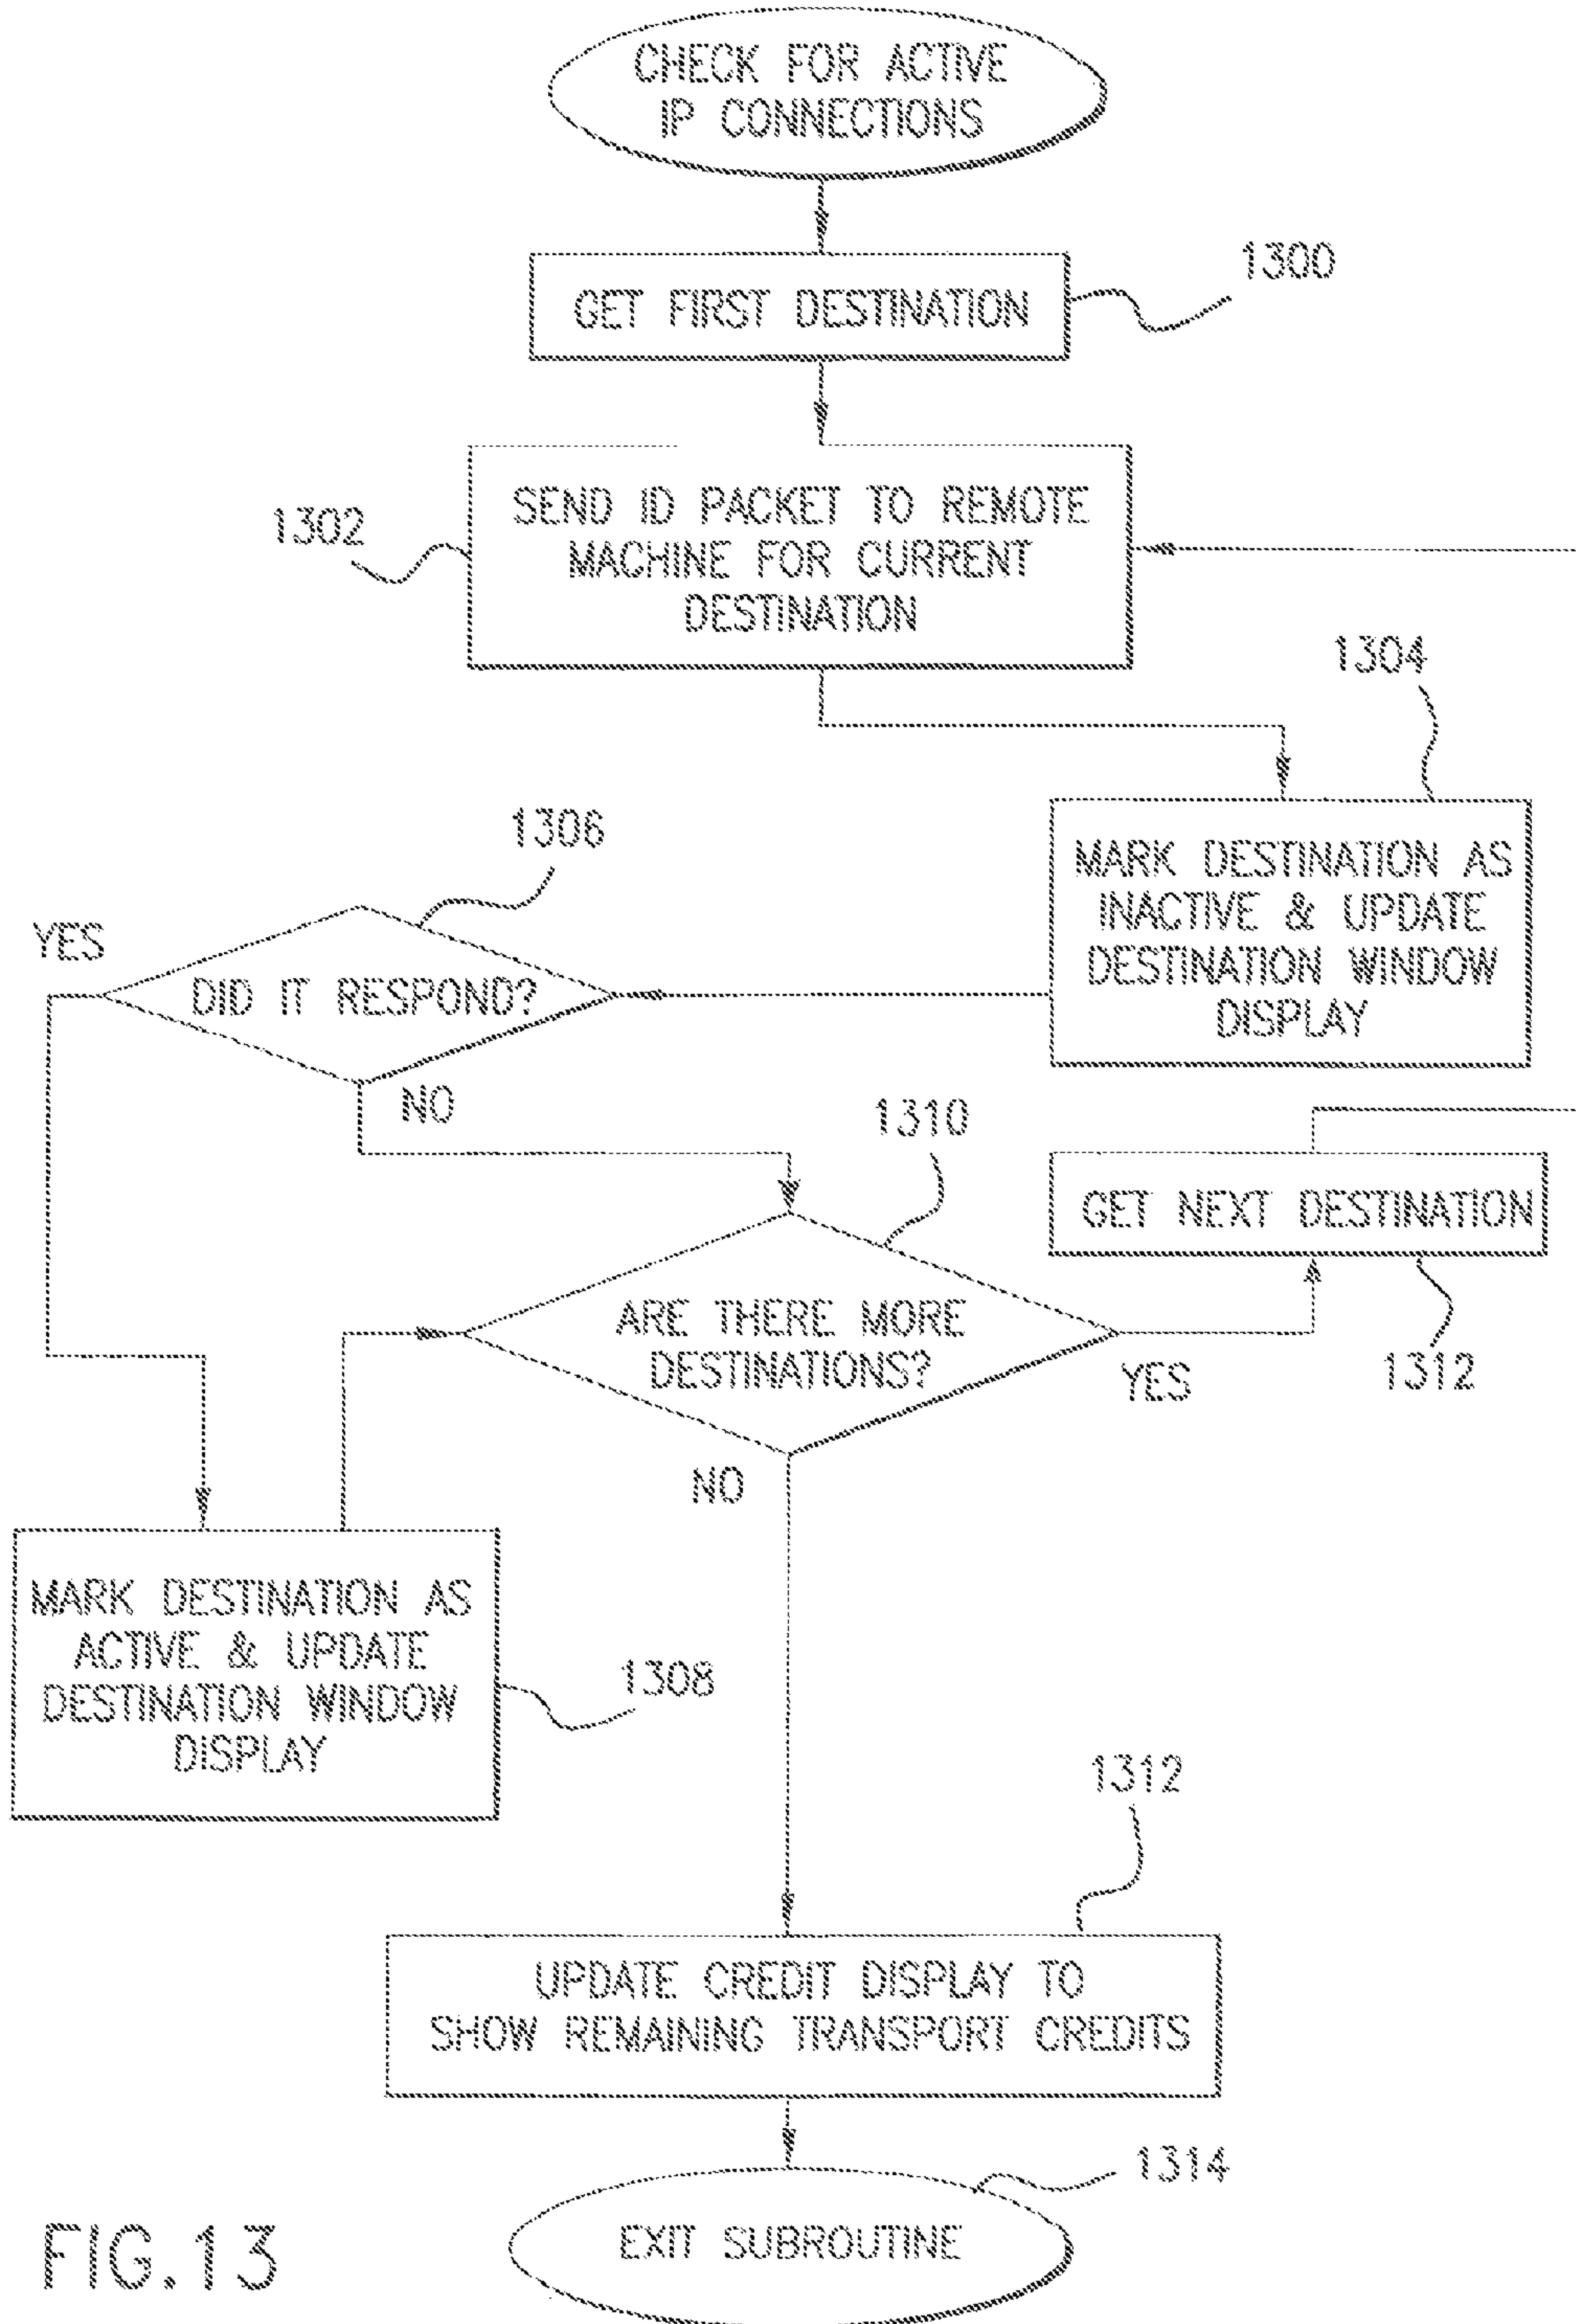 CHECK FOR ACTIVE
IP CONNECTIONS
1300
GET FIRST DESTINATION
1302
SEND ID PACKET TO REMOTE
MACHINE FOR CURRENT
DESTINATION
1304
MARK DESTINATION AS
INACTIVE & UPDATE
DESTINATION WINDOW
DISPLAY
1306
YES
DID IT RESPOND?
NO
1310
GET NEXT DESTINATION
1312
ARE THERE MORE
DESTINATIONS?
YES
NO
MARK DESTINATION AS
ACTIVE & UPDATE
DESTINATION WINDOW
DISPLAY
1308
1312
UPDATE CREDIT DISPLAY TO
SHOW REMAINING TRANSPORT CREDITS
1314
EXIT SUBROUTINE
FIG.13